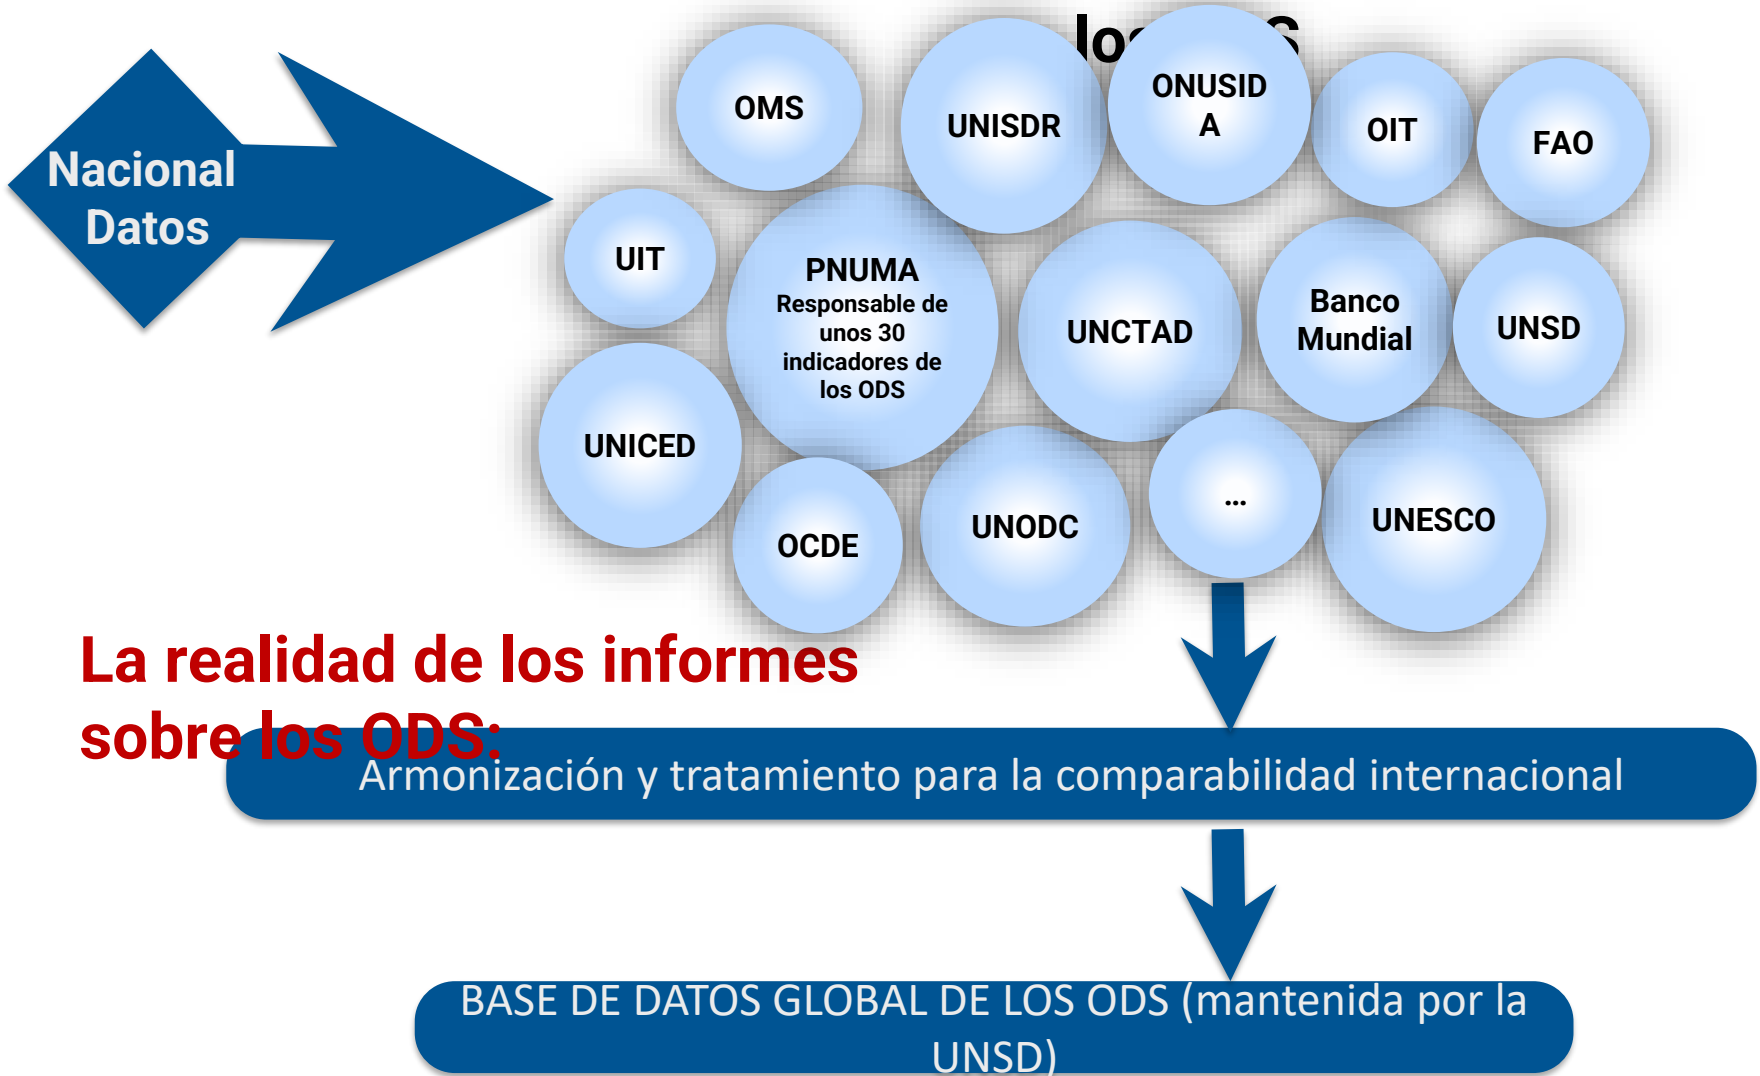 los
OMS
UNISDR
ONUSID
A
OIT
FAO
Nacional
Datos
UIT
PNUMA
Responsable de
unos 30
indicadores de
los ODS
UNCTAD
Banco
Mundial
UNSD
UNICED
OCDE
UNODC
...
UNESCO
La realidad de los informes
sobre los ODS:
Armonización y tratamiento para la comparabilidad internacional
BASE DE DATOS GLOBAL DE LOS ODS (mantenida por la
UNSD)